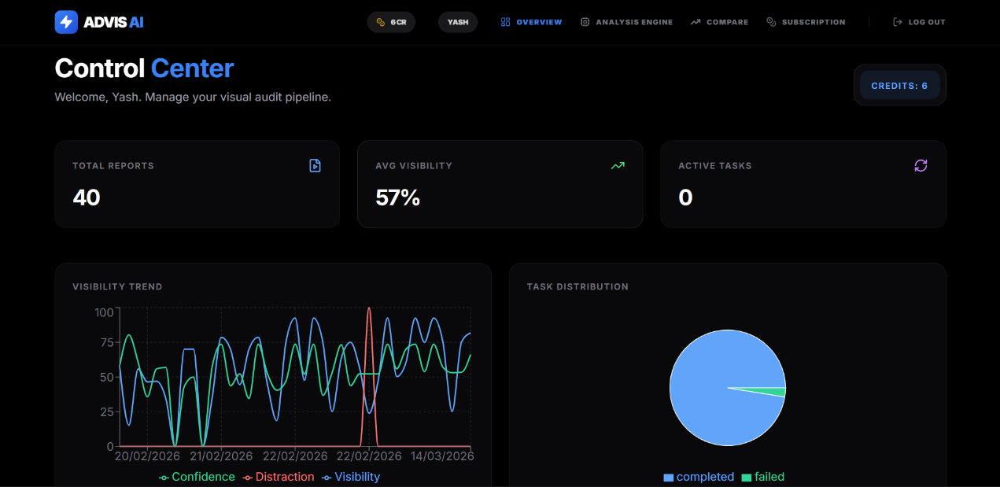 ADVIS AI
6 CR
YASH
OVERVIEW
ANALYSIS ENGINE
COMPARE
SUBSCRIPTION
LOG OUT
Control Center
Welcome, Yash. Manage your visual audit pipeline.
CREDITS: 6
TOTAL REPORTS
40
AVG VISIBILITY
57%
ACTIVE TASKS
0
VISIBILITY TREND
100
75
50
25
0
20/02/2026 21/02/2026 22/02/2026 22/02/2026 14/03/2026
Confidence Distraction Visibility
TASK DISTRIBUTION
completed failed